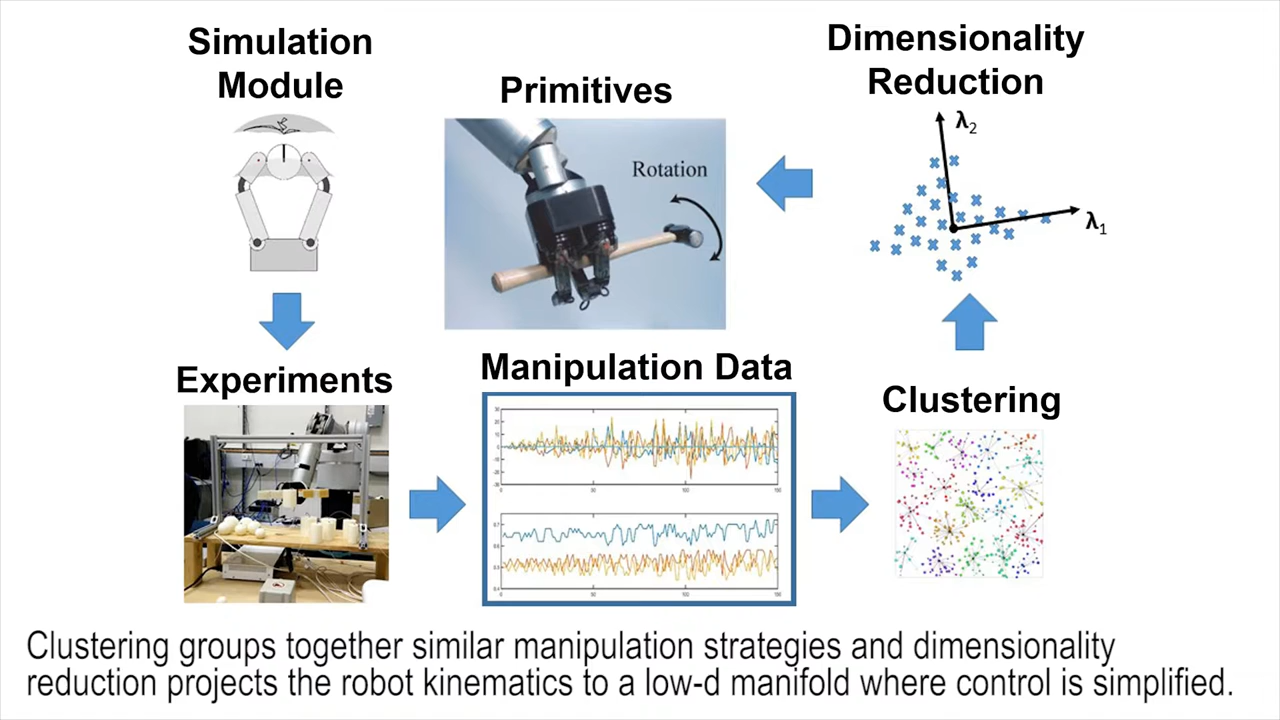 Simulation
Module
Primitives
Dimensionality
Reduction
λ2
λ1
Rotation
Experiments
Manipulation Data
Clustering
Clustering groups together similar manipulation strategies and dimensionality
reduction projects the robot kinematics to a low-d manifold where control is simplified.